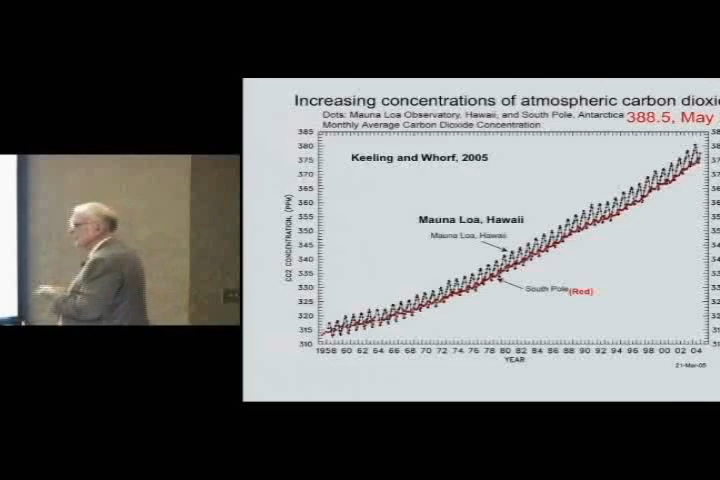 Increasing concentrations of atmospheric carbon dioxi
Dots: Mauna Loa Observatory, Hawaii, and South Pole, Antarctica 388.5, May
Monthly Average Carbon Dioxide Concentration
385
380
375
370
365
360
355
350
345
340
335
330
325
320
315
310
CO2 CONCENTRATION, (PPM)
Keeling and Whorf, 2005
Mauna Loa, Hawaii
Mauna Loa, Hawaii
South Pole (Red)
1958 60 62 64 66 68 70 72 74 76 78 80 82 84 86 88 90 92 94 96 98 00 02 04
YEAR
21-Mar-05